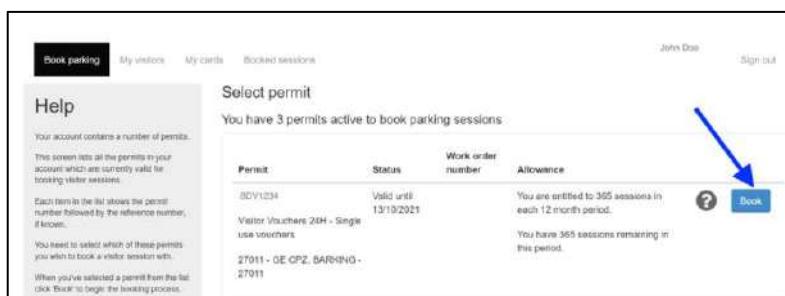 John Doe
Book parking My visitors My cards Booked sessions Sign out
Help
Your account contains a number of permits.
This screen lists all the permits in your
account which are currently valid for
booking visitor sessions.
Each item in the list shows the permit
number followed by the reference number,
if known.
You need to select which of these permits
you wish to book a visitor session with.
When you've selected a permit from the list
click 'Book' to begin the booking process.
Select permit
You have 3 permits active to book parking sessions
Permit Status Work order number Allowance
BDV1234
Visitor Vouchers 24H - Single
use vouchers
27011 - GE CPZ, BARKING -
27011
Valid until
13/10/2021
You are entitled to 365 sessions in
each 12 month period.
You have 365 sessions remaining in
this period.
?
Book